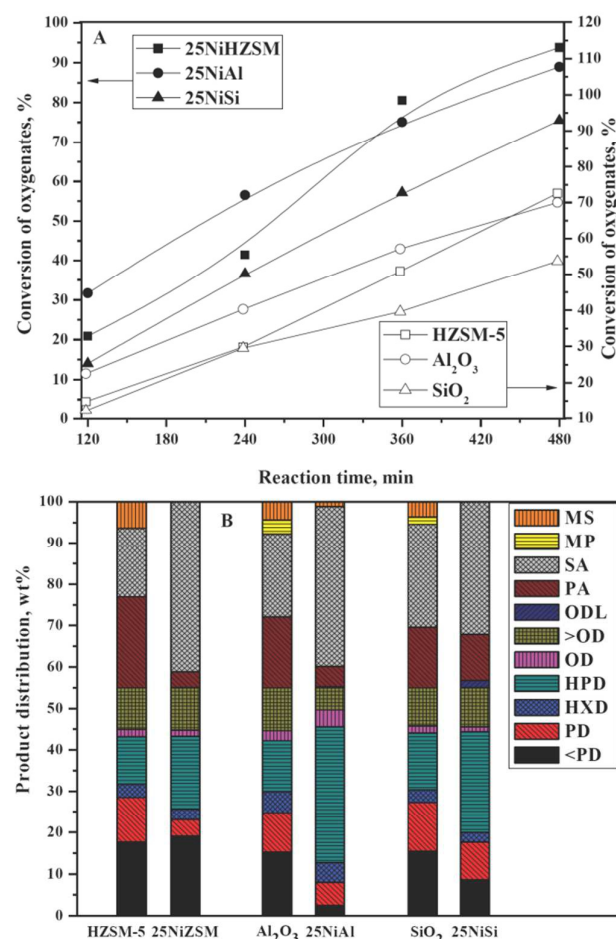 A
25NiHZSM
25NiAl
25NiSi
HZSM-5
Al₂O₃
SiO₂
Conversion of oxygenates, %
100
90
80
70
60
50
40
30
20
10
0
120
110
100
90
80
70
60
50
40
30
20
10
Conversion of oxygenates, %
120 180 240 300 360 420 480
Reaction time, min
B
Product distribution, wt%
100
90
80
70
60
50
40
30
20
10
0
MS
MP
SA
PA
ODL
>OD
OD
HPD
HXD
PD
<PD
HZSM-5 25NiZSM Al₂O₃ 25NiAl SiO₂ 25NiSi